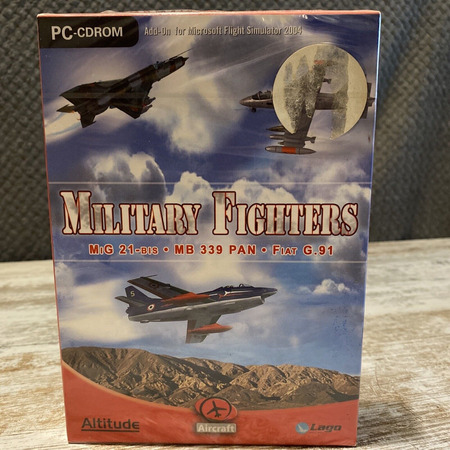 PC-CDROM
Add-On for Microsoft Flight Simulator 2004
MILITARY FIGHTERS
MIG 21-BIS • MB 339 PAN • FIAT G.91
Altitude
Aircraft
Lago